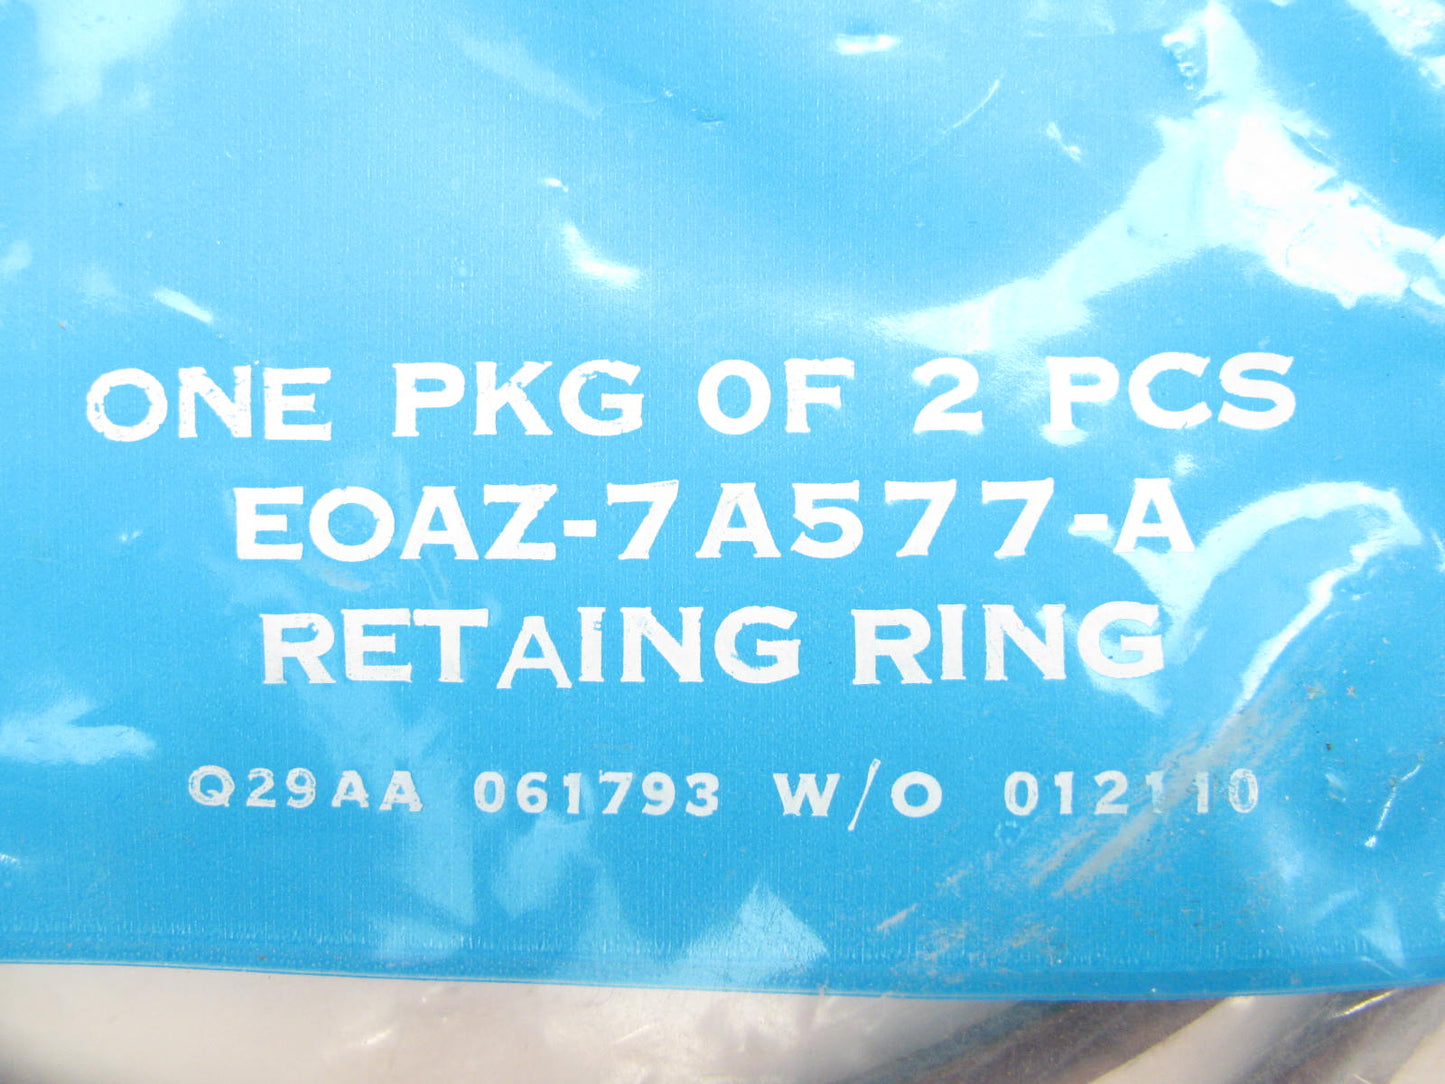 ONE PKG OF 2 PCS
EOAZ-7A577-A
RETAING RING
Q29AA 061793 W/O 012110